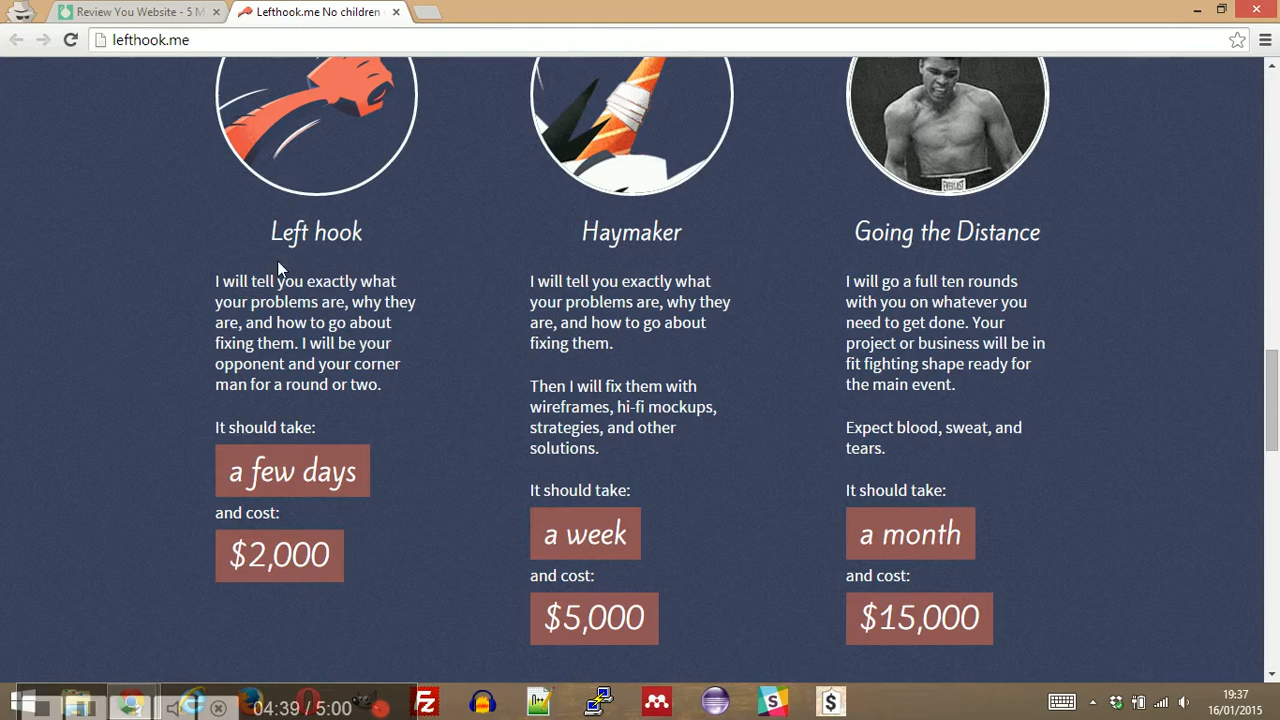 Review You Website - 5 M
Lefthook.me No children
lefthook.me
EVERLAST
Left hook
I will tell you exactly what
your problems are, why they
are, and how to go about
fixing them. I will be your
opponent and your corner
man for a round or two.
It should take:
a few days
and cost:
$2,000
Haymaker
I will tell you exactly what
your problems are, why they
are, and how to go about
fixing them.
Then I will fix them with
wireframes, hi-fi mockups,
strategies, and other
solutions.
It should take:
a week
and cost:
$5,000
Going the Distance
I will go a full ten rounds
with you on whatever you
need to get done. Your
project or business will be in
fit fighting shape ready for
the main event.
Expect blood, sweat, and
tears.
It should take:
a month
and cost:
$15,000
04:39 / 5:00
19:37
16/01/2015